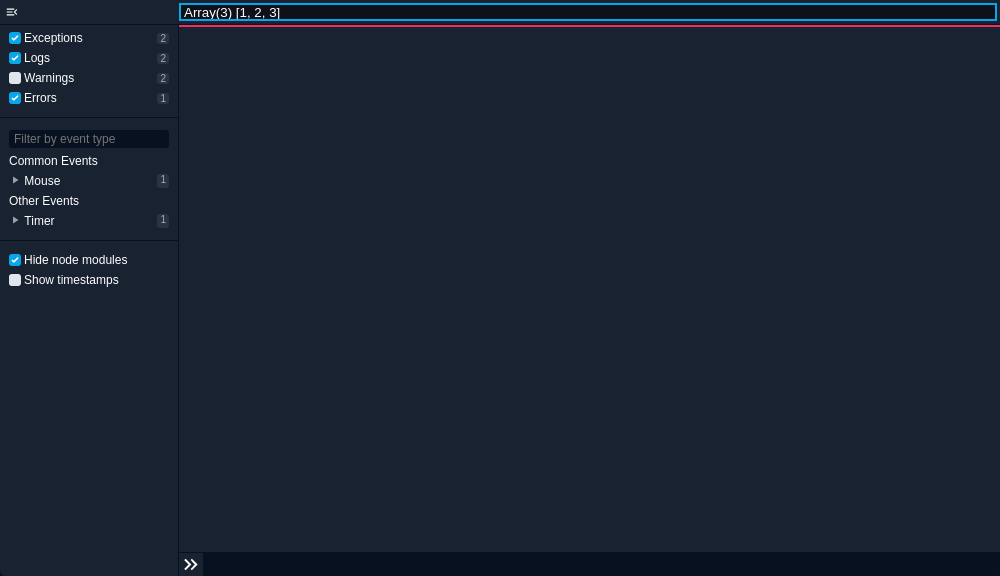 Array(3) [1, 2, 3]
Exceptions 2
Logs 2
Warnings 2
Errors 1
Filter by event type
Common Events
Mouse 1
Other Events
Timer 1
Hide node modules
Show timestamps